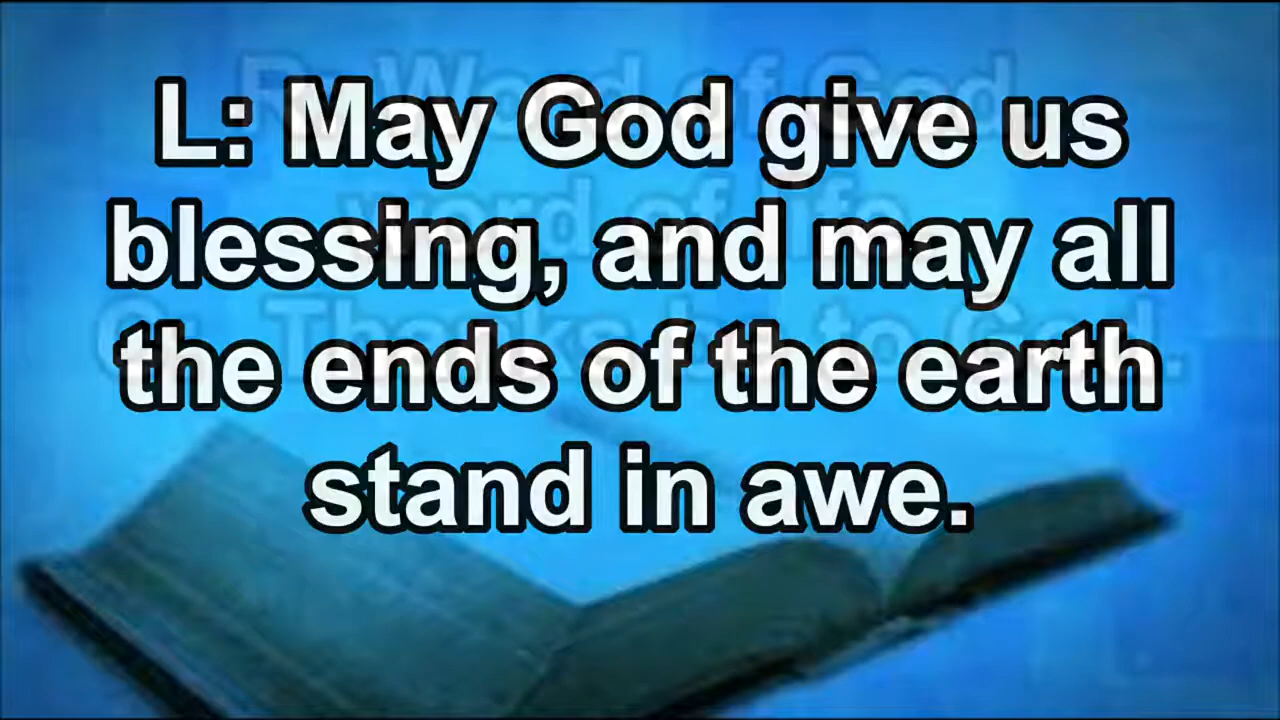 L: May God give us
blessing, and may all
the ends of the earth
stand in awe.